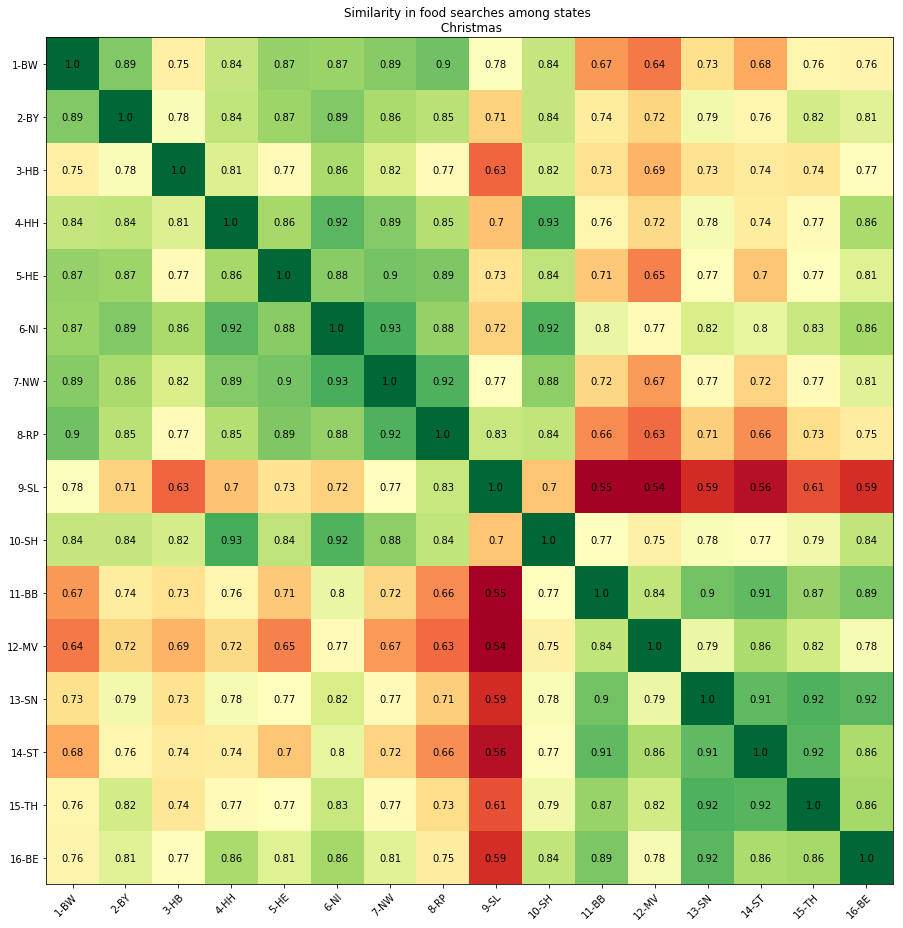 Similarity in food searches among states
Christmas
1-BW 1.0 0.89 0.75 0.84 0.87 0.87 0.89 0.9 0.78 0.84 0.67 0.64 0.73 0.68 0.76 0.76
2-BY 0.89 1.0 0.78 0.84 0.87 0.89 0.86 0.85 0.71 0.84 0.74 0.72 0.79 0.76 0.82 0.81
3-HB 0.75 0.78 1.0 0.81 0.77 0.86 0.82 0.77 0.63 0.82 0.73 0.69 0.73 0.74 0.74 0.77
4-HH 0.84 0.84 0.81 1.0 0.86 0.92 0.89 0.85 0.7 0.93 0.76 0.72 0.78 0.74 0.77 0.86
5-HE 0.87 0.87 0.77 0.86 1.0 0.88 0.9 0.89 0.73 0.84 0.71 0.65 0.77 0.7 0.77 0.81
6-NI 0.87 0.89 0.86 0.92 0.88 1.0 0.93 0.88 0.72 0.92 0.8 0.77 0.82 0.8 0.83 0.86
7-NW 0.89 0.86 0.82 0.89 0.9 0.93 1.0 0.92 0.77 0.88 0.72 0.67 0.77 0.72 0.77 0.81
8-RP 0.9 0.85 0.77 0.85 0.89 0.88 0.92 1.0 0.83 0.84 0.66 0.63 0.71 0.66 0.73 0.75
9-SL 0.78 0.71 0.63 0.7 0.73 0.72 0.77 0.83 1.0 0.7 0.55 0.54 0.59 0.56 0.61 0.59
10-SH 0.84 0.84 0.82 0.93 0.84 0.92 0.88 0.84 0.7 1.0 0.77 0.75 0.78 0.77 0.79 0.84
11-BB 0.67 0.74 0.73 0.76 0.71 0.8 0.72 0.66 0.55 0.77 1.0 0.84 0.9 0.91 0.87 0.89
12-MV 0.64 0.72 0.69 0.72 0.65 0.77 0.67 0.63 0.54 0.75 0.84 1.0 0.79 0.86 0.82 0.78
13-SN 0.73 0.79 0.73 0.78 0.77 0.82 0.77 0.71 0.59 0.78 0.9 0.79 1.0 0.91 0.92 0.92
14-ST 0.68 0.76 0.74 0.74 0.7 0.8 0.72 0.66 0.56 0.77 0.91 0.86 0.91 1.0 0.92 0.86
15-TH 0.76 0.82 0.74 0.77 0.77 0.83 0.77 0.73 0.61 0.79 0.87 0.82 0.92 0.92 1.0 0.86
16-BE 0.76 0.81 0.77 0.86 0.81 0.86 0.81 0.75 0.59 0.84 0.89 0.78 0.92 0.86 0.86 1.0
1-BW 2-BY 3-HB 4-HH 5-HE 6-NI 7-NW 8-RP 9-SL 10-SH 11-BB 12-MV 13-SN 14-ST 15-TH 16-BE